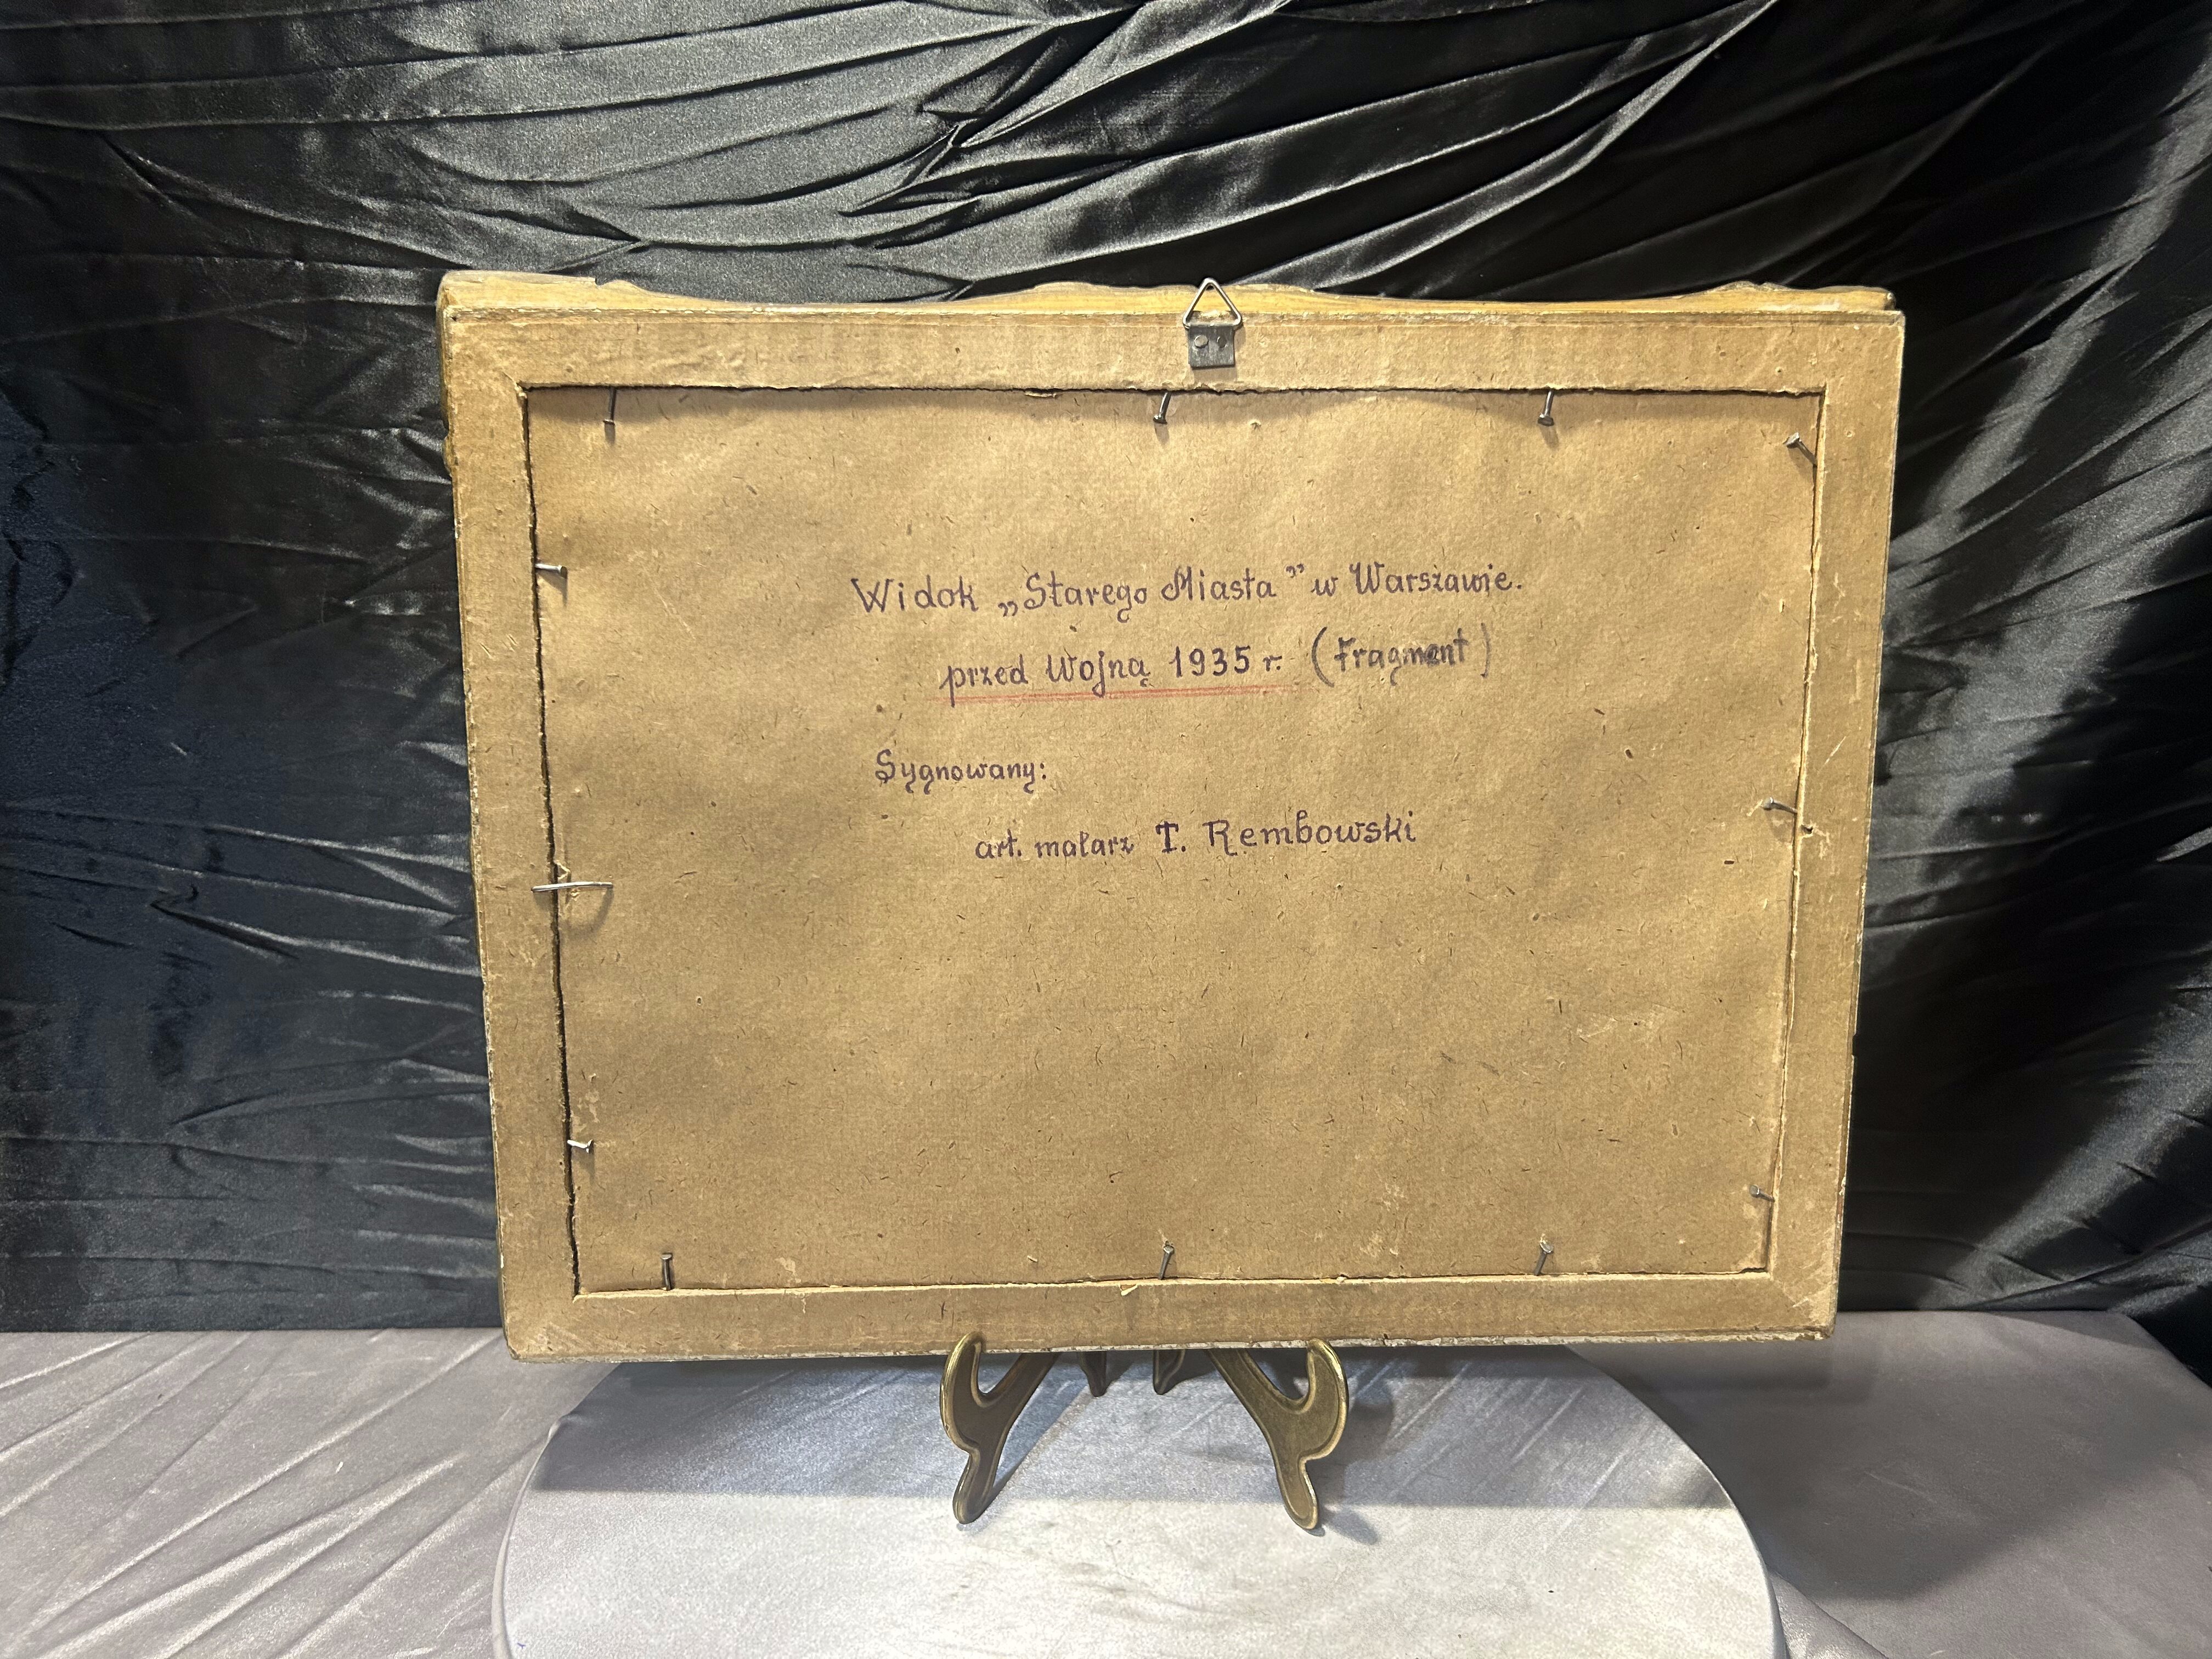 Widok „Starego Miasta” w Warszawie.
przed Wojną 1935 r. (Fragment)
Sygnowany:
art. malarz T. Rembowski